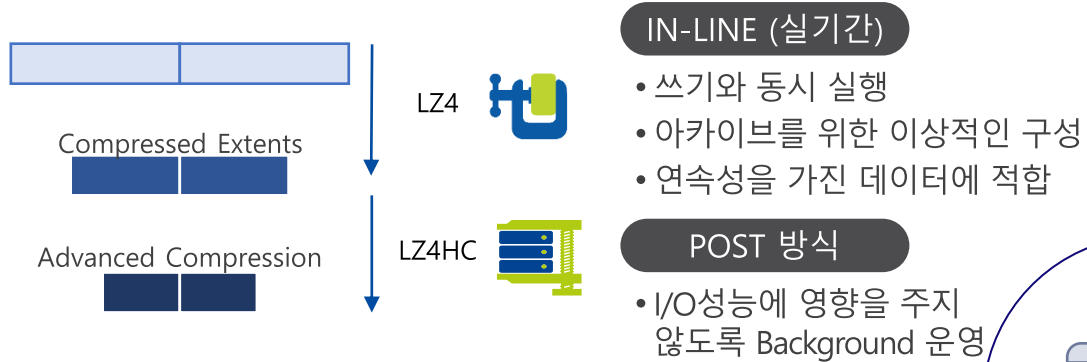 Compressed Extents
Advanced Compression
LZ4
LZ4HC
IN-LINE (실기간)
• 쓰기와 동시 실행
• 아카이브를 위한 이상적인 구성
• 연속성을 가진 데이터에 적합
POST 방식
• I/O성능에 영향을 주지
않도록 Background 운영